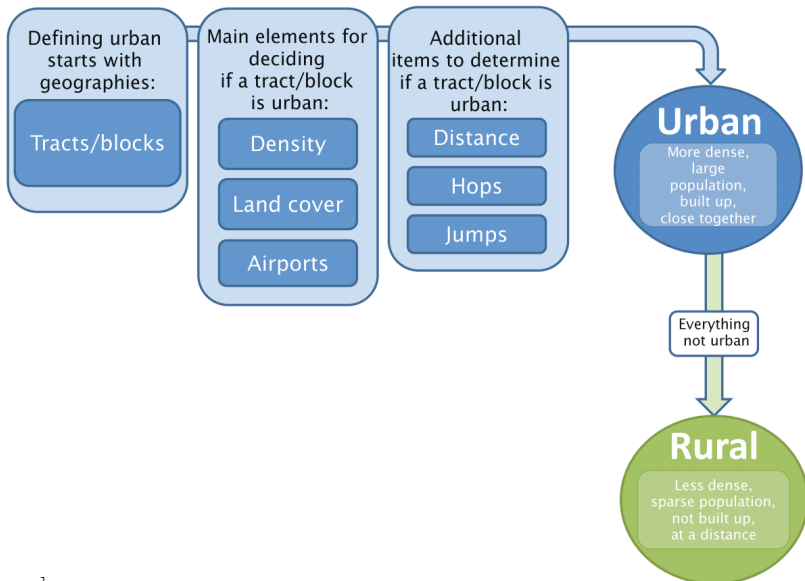 Defining urban
starts with
geographies:
Tracts/blocks
Main elements for
deciding
if a tract/block
is urban:
Density
Land cover
Airports
Additional
items to determine
if a tract/block is
urban:
Distance
Hops
Jumps
Urban
More dense,
large
population,
built up,
close together
Everything
not urban
Rural
Less dense,
sparse population,
not built up,
at a distance